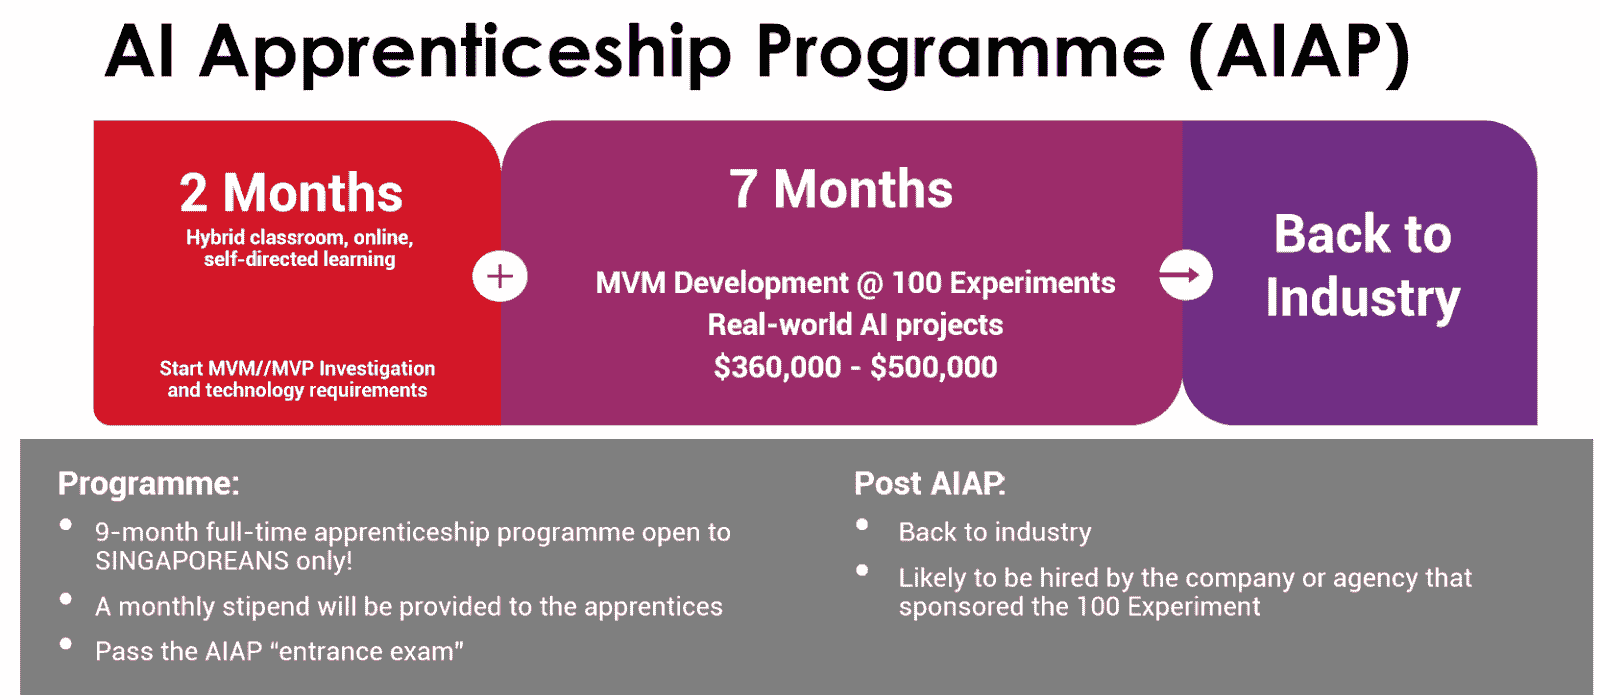 AI Apprenticeship Programme (AIAP)
2 Months
Hybrid classroom, online,
self-directed learning
Start MVM//MVP Investigation
and technology requirements
+
7 Months
MVM Development @ 100 Experiments
Real-world AI projects
$360,000 - $500,000
→
Back to
Industry
Programme:
• 9-month full-time apprenticeship programme open to
SINGAPOREANS only!
• A monthly stipend will be provided to the apprentices
• Pass the AIAP “entrance exam”
Post AIAP:
• Back to industry
• Likely to be hired by the company or agency that
sponsored the 100 Experiment